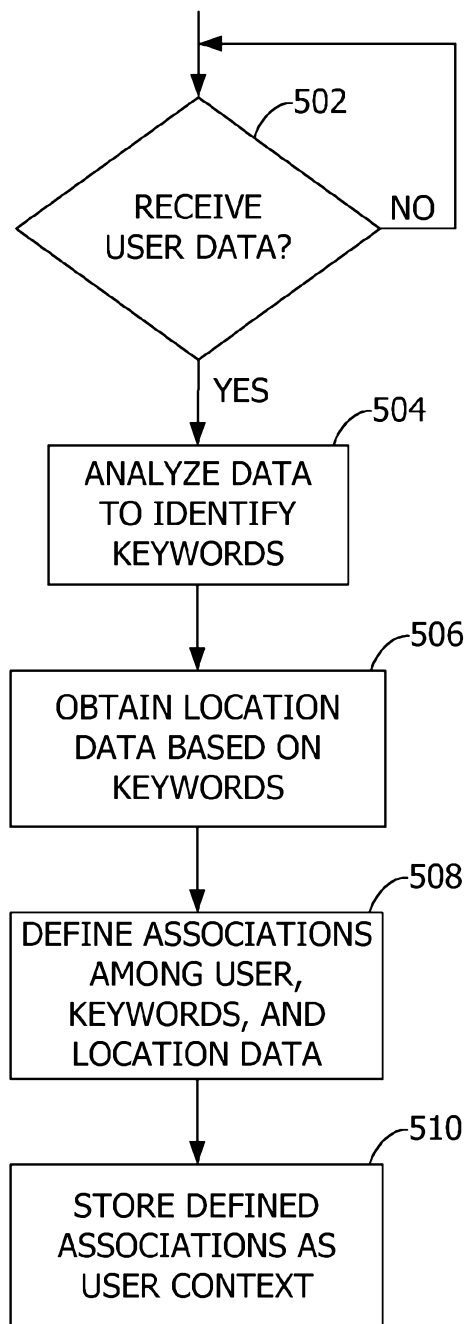 502
RECEIVE
USER DATA?
NO
YES
504
ANALYZE DATA
TO IDENTIFY
KEYWORDS
506
OBTAIN LOCATION
DATA BASED ON
KEYWORDS
508
DEFINE ASSOCIATIONS
AMONG USER,
KEYWORDS, AND
LOCATION DATA
510
STORE DEFINED
ASSOCIATIONS AS
USER CONTEXT